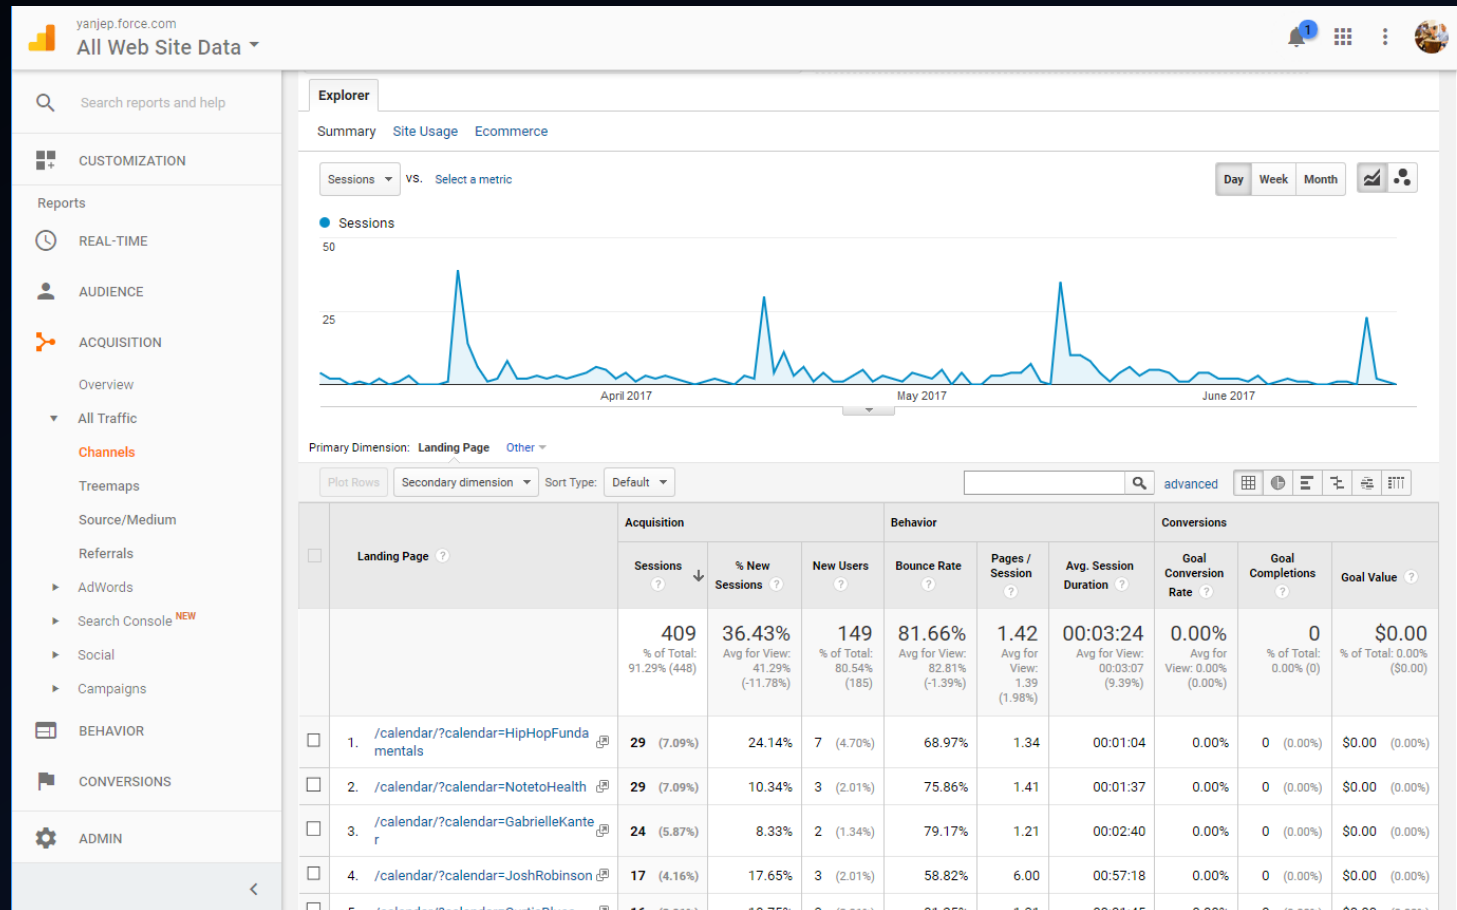 yanjep.force.com
All Web Site Data
1
Search reports and help
CUSTOMIZATION
Reports
REAL-TIME
AUDIENCE
ACQUISITION
Overview
All Traffic
Channels
Treemaps
Source/Medium
Referrals
AdWords
Search Console NEW
Social
Campaigns
BEHAVIOR
CONVERSIONS
ADMIN
Explorer
Summary Site Usage Ecommerce
Sessions VS. Select a metric
Day Week Month
Sessions
50
25
April 2017 May 2017 June 2017
Primary Dimension: Landing Page Other
Plot Rows Secondary dimension Sort Type: Default advanced
Acquisition Behavior Conversions
Landing Page ?
Sessions ?
% New Sessions ?
New Users ?
Bounce Rate ?
Pages / Session ?
Avg. Session Duration ?
Goal Conversion Rate ?
Goal Completions ?
Goal Value ?
409
% of Total:
91.29% (448)
36.43%
Avg for View:
41.29%
(-11.78%)
149
% of Total:
80.54%
(185)
81.66%
Avg for View:
82.81%
(-1.39%)
1.42
Avg for
View:
1.39
(1.98%)
00:03:24
Avg for View:
00:03:07
(9.39%)
0.00%
Avg for
View: 0.00%
(0.00%)
0
% of Total:
0.00% (0)
$0.00
% of Total: 0.00%
($0.00)
1. /calendar/?calendar=HipHopFunda
mentals
29 (7.09%) 24.14% 7 (4.70%) 68.97% 1.34 00:01:04 0.00% 0 (0.00%) $0.00 (0.00%)
2. /calendar/?calendar=NotetoHealth 29 (7.09%) 10.34% 3 (2.01%) 75.86% 1.41 00:01:37 0.00% 0 (0.00%) $0.00 (0.00%)
3. /calendar/?calendar=GabrielleKante
r
24 (5.87%) 8.33% 2 (1.34%) 79.17% 1.21 00:02:40 0.00% 0 (0.00%) $0.00 (0.00%)
4. /calendar/?calendar=JoshRobinson 17 (4.16%) 17.65% 3 (2.01%) 58.82% 6.00 00:57:18 0.00% 0 (0.00%) $0.00 (0.00%)